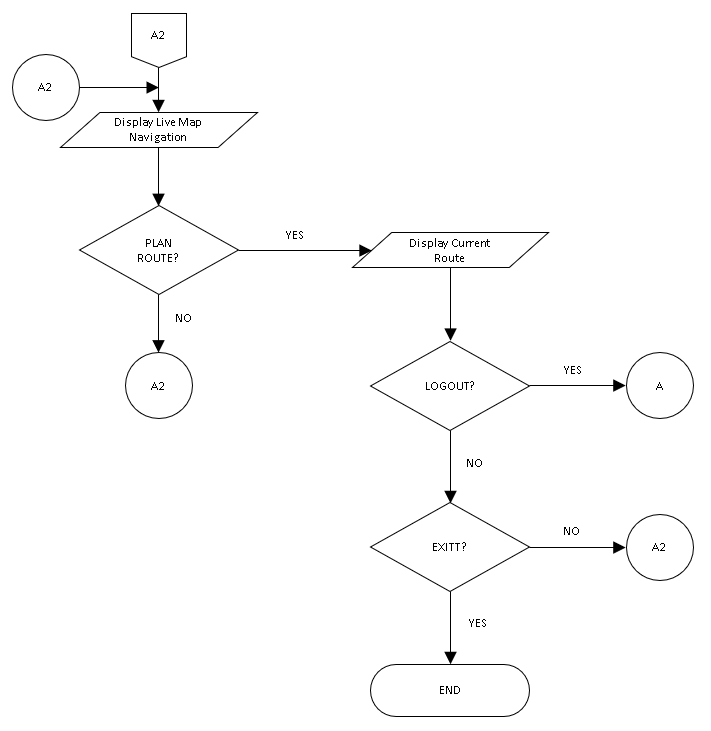 A2
A2
Display Live Map
Navigation
PLAN
ROUTE?
YES
Display Current
Route
NO
A2
LOGOUT?
YES
A
NO
EXITT?
NO
A2
YES
END